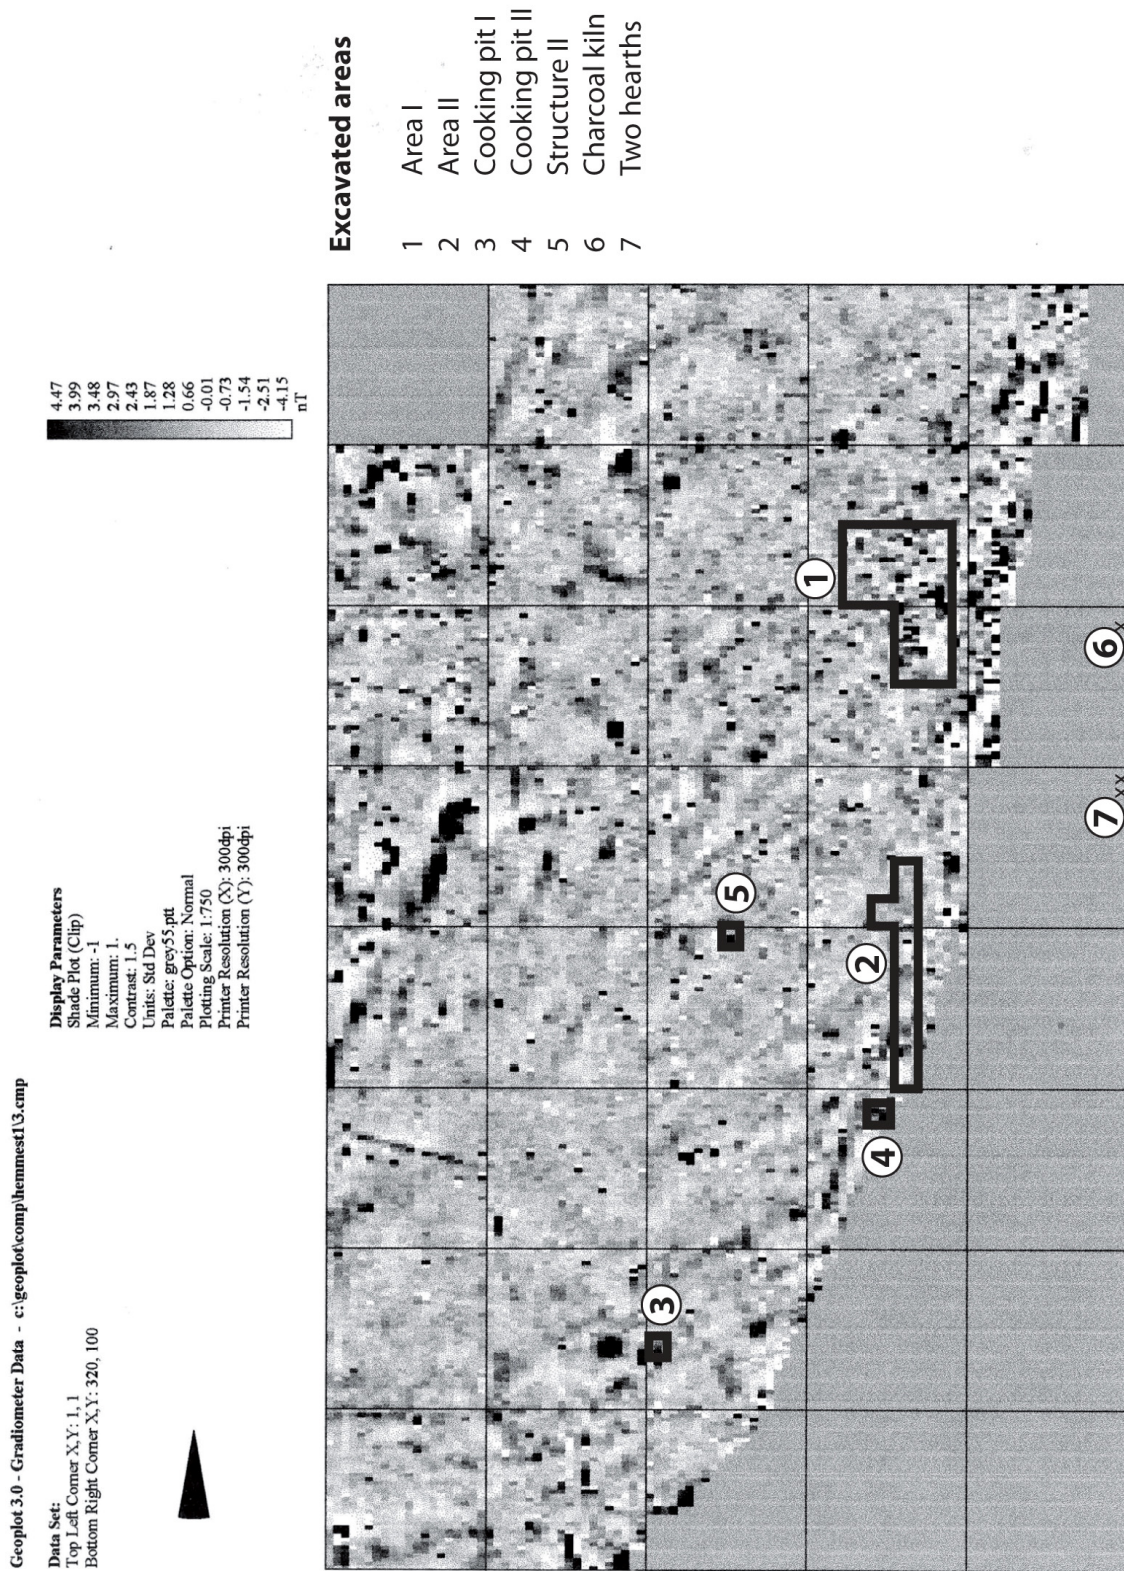 Geoplot 3.0 - Gradiometer Data - c:\geoplot\comp\hemmest1\3.cmp
Data Set:
Top Left Corner X,Y: 1, 1
Bottom Right Corner X,Y: 320, 100
Display Parameters
Shade Plot (Clip)
Minimum: -1
Maximum: 1.
Contrast: 1.5
Units: Std Dev
Palette: grey55.ptt
Palette Option: Normal
Plotting Scale: 1:750
Printer Resolution (X): 300dpi
Printer Resolution (Y): 300dpi
4.47
3.99
3.48
2.97
2.43
1.87
1.28
0.66
-0.01
-0.73
-1.54
-2.51
-4.15
nT
Excavated areas
1 Area I
2 Area II
3 Cooking pit I
4 Cooking pit II
5 Structure II
6 Charcoal kiln
7 Two hearths
3
4
5
2
1
7
xx
6
x